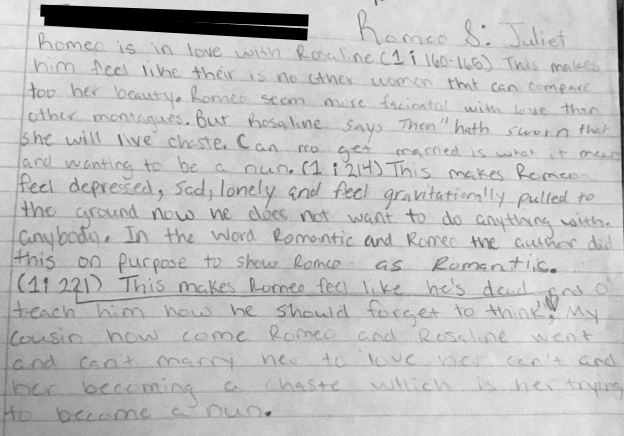 Romeo & Juliet
Romeo is in love with Rosaline (1 i 160-165) This makes
him feel like their is no other women that can compare
too her beauty. Romeo seem more facinatal with love than
other montagues. But Rosaline says Then "hath sworn that
she will live chaste. Can no get married is what it mean
and wanting to be a nun. (1 i 214) This makes Romeo
feel depressed, sad, lonely and feel gravitationally pulled to
the ground now he does not want to do anything with
anybody. In the word Romantic and Romeo the author did
this on purpose to show Romeo as Romantic.
(1 i 221) This makes Romeo feel like he's dead and O
teach him how he should forget to think! My
cousin how come Romeo and Rosaline went
and can't marry her to love her can't and
her becoming a chaste which is her trying
to become a nun.